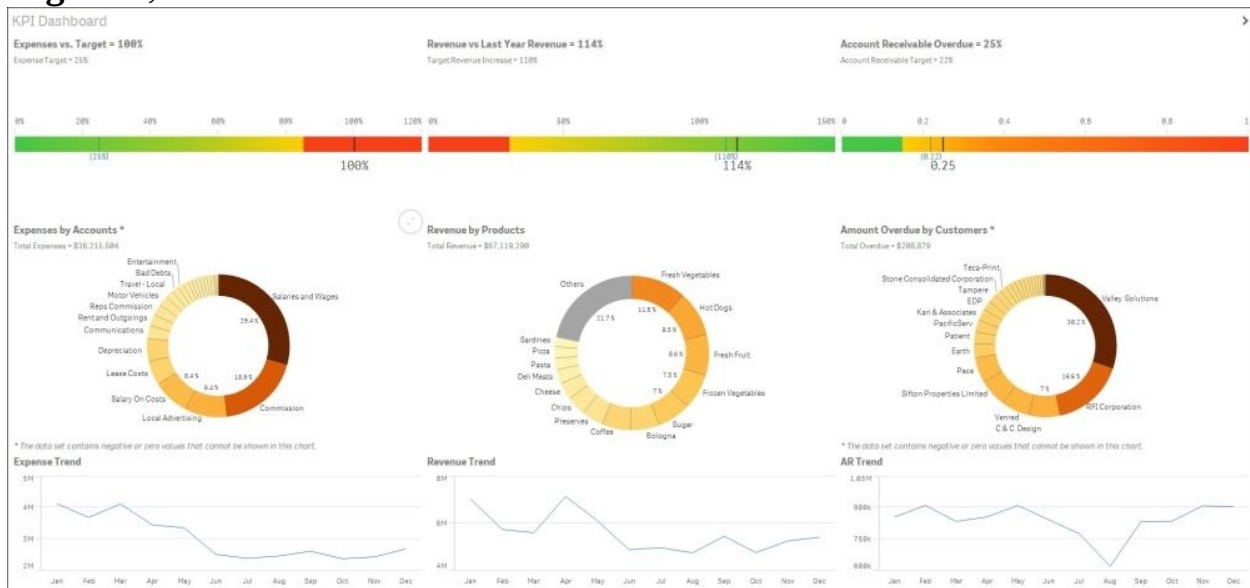 KPI Dashboard
Expenses vs. Target = 100%
Expense Target = 25%
Revenue vs Last Year Revenue = 114%
Target Revenue Increase = 110%
Account Receivable Overdue = 25%
Account Receivable Target = 22%
0% 20% 40% 60% 80% 100% 120%
(25%)
100%
0% 50% 100% 150%
(110%)
114%
0 0.2 0.4 0.6 0.8 1
(0.22)
0.25
Expenses by Accounts *
Total Expenses = $38,215,504
Entertainment
Bad Debts
Travel - Local
Motor Vehicles
Reps Commission
Rent and Outgoings
Communications
Depreciation
Lease Costs
Salary On Costs
Local Advertising
Commission
Salaries and Wages
29.4%
18.9%
9.4%
8.4%
* The data set contains negative or zero values that cannot be shown in this chart.
Revenue by Products
Total Revenue = $67,119,290
Others
Fresh Vegetables
Hot Dogs
Fresh Fruit
Frozen Vegetables
Sugar
Bologna
Coffee
Preserves
Chips
Cheese
Deli Meats
Pasta
Pizza
Sardines
21.7%
11.8%
8.6%
7.5%
7%
Amount Overdue by Customers *
Total Overdue = $208,879
Teca-Print
Stone Consolidated Corporation
Tampere
EDP
Karl & Associates
PacificServ
Patient
Earth
Pace
Sifton Properties Limited
Venred
C & C Design
RFI Corporation
Valley Solutions
30.2%
16.6%
7%
* The data set contains negative or zero values that cannot be shown in this chart.
Expense Trend
5M
4M
3M
2M
Jan Feb Mar Apr May Jun Jul Aug Sep Oct Nov Dec
Revenue Trend
8M
6M
4M
Jan Feb Mar Apr May Jun Jul Aug Sep Oct Nov Dec
AR Trend
1.05M
900k
750k
600k
Jan Feb Mar Apr May Jun Jul Aug Sep Oct Nov Dec